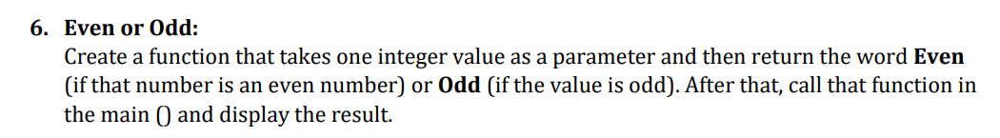 6. Even or Odd:
Create a function that takes one integer value as a parameter and then return the word Even
(if that number is an even number) or Odd (if the value is odd). After that, call that function in
the main () and display the result.